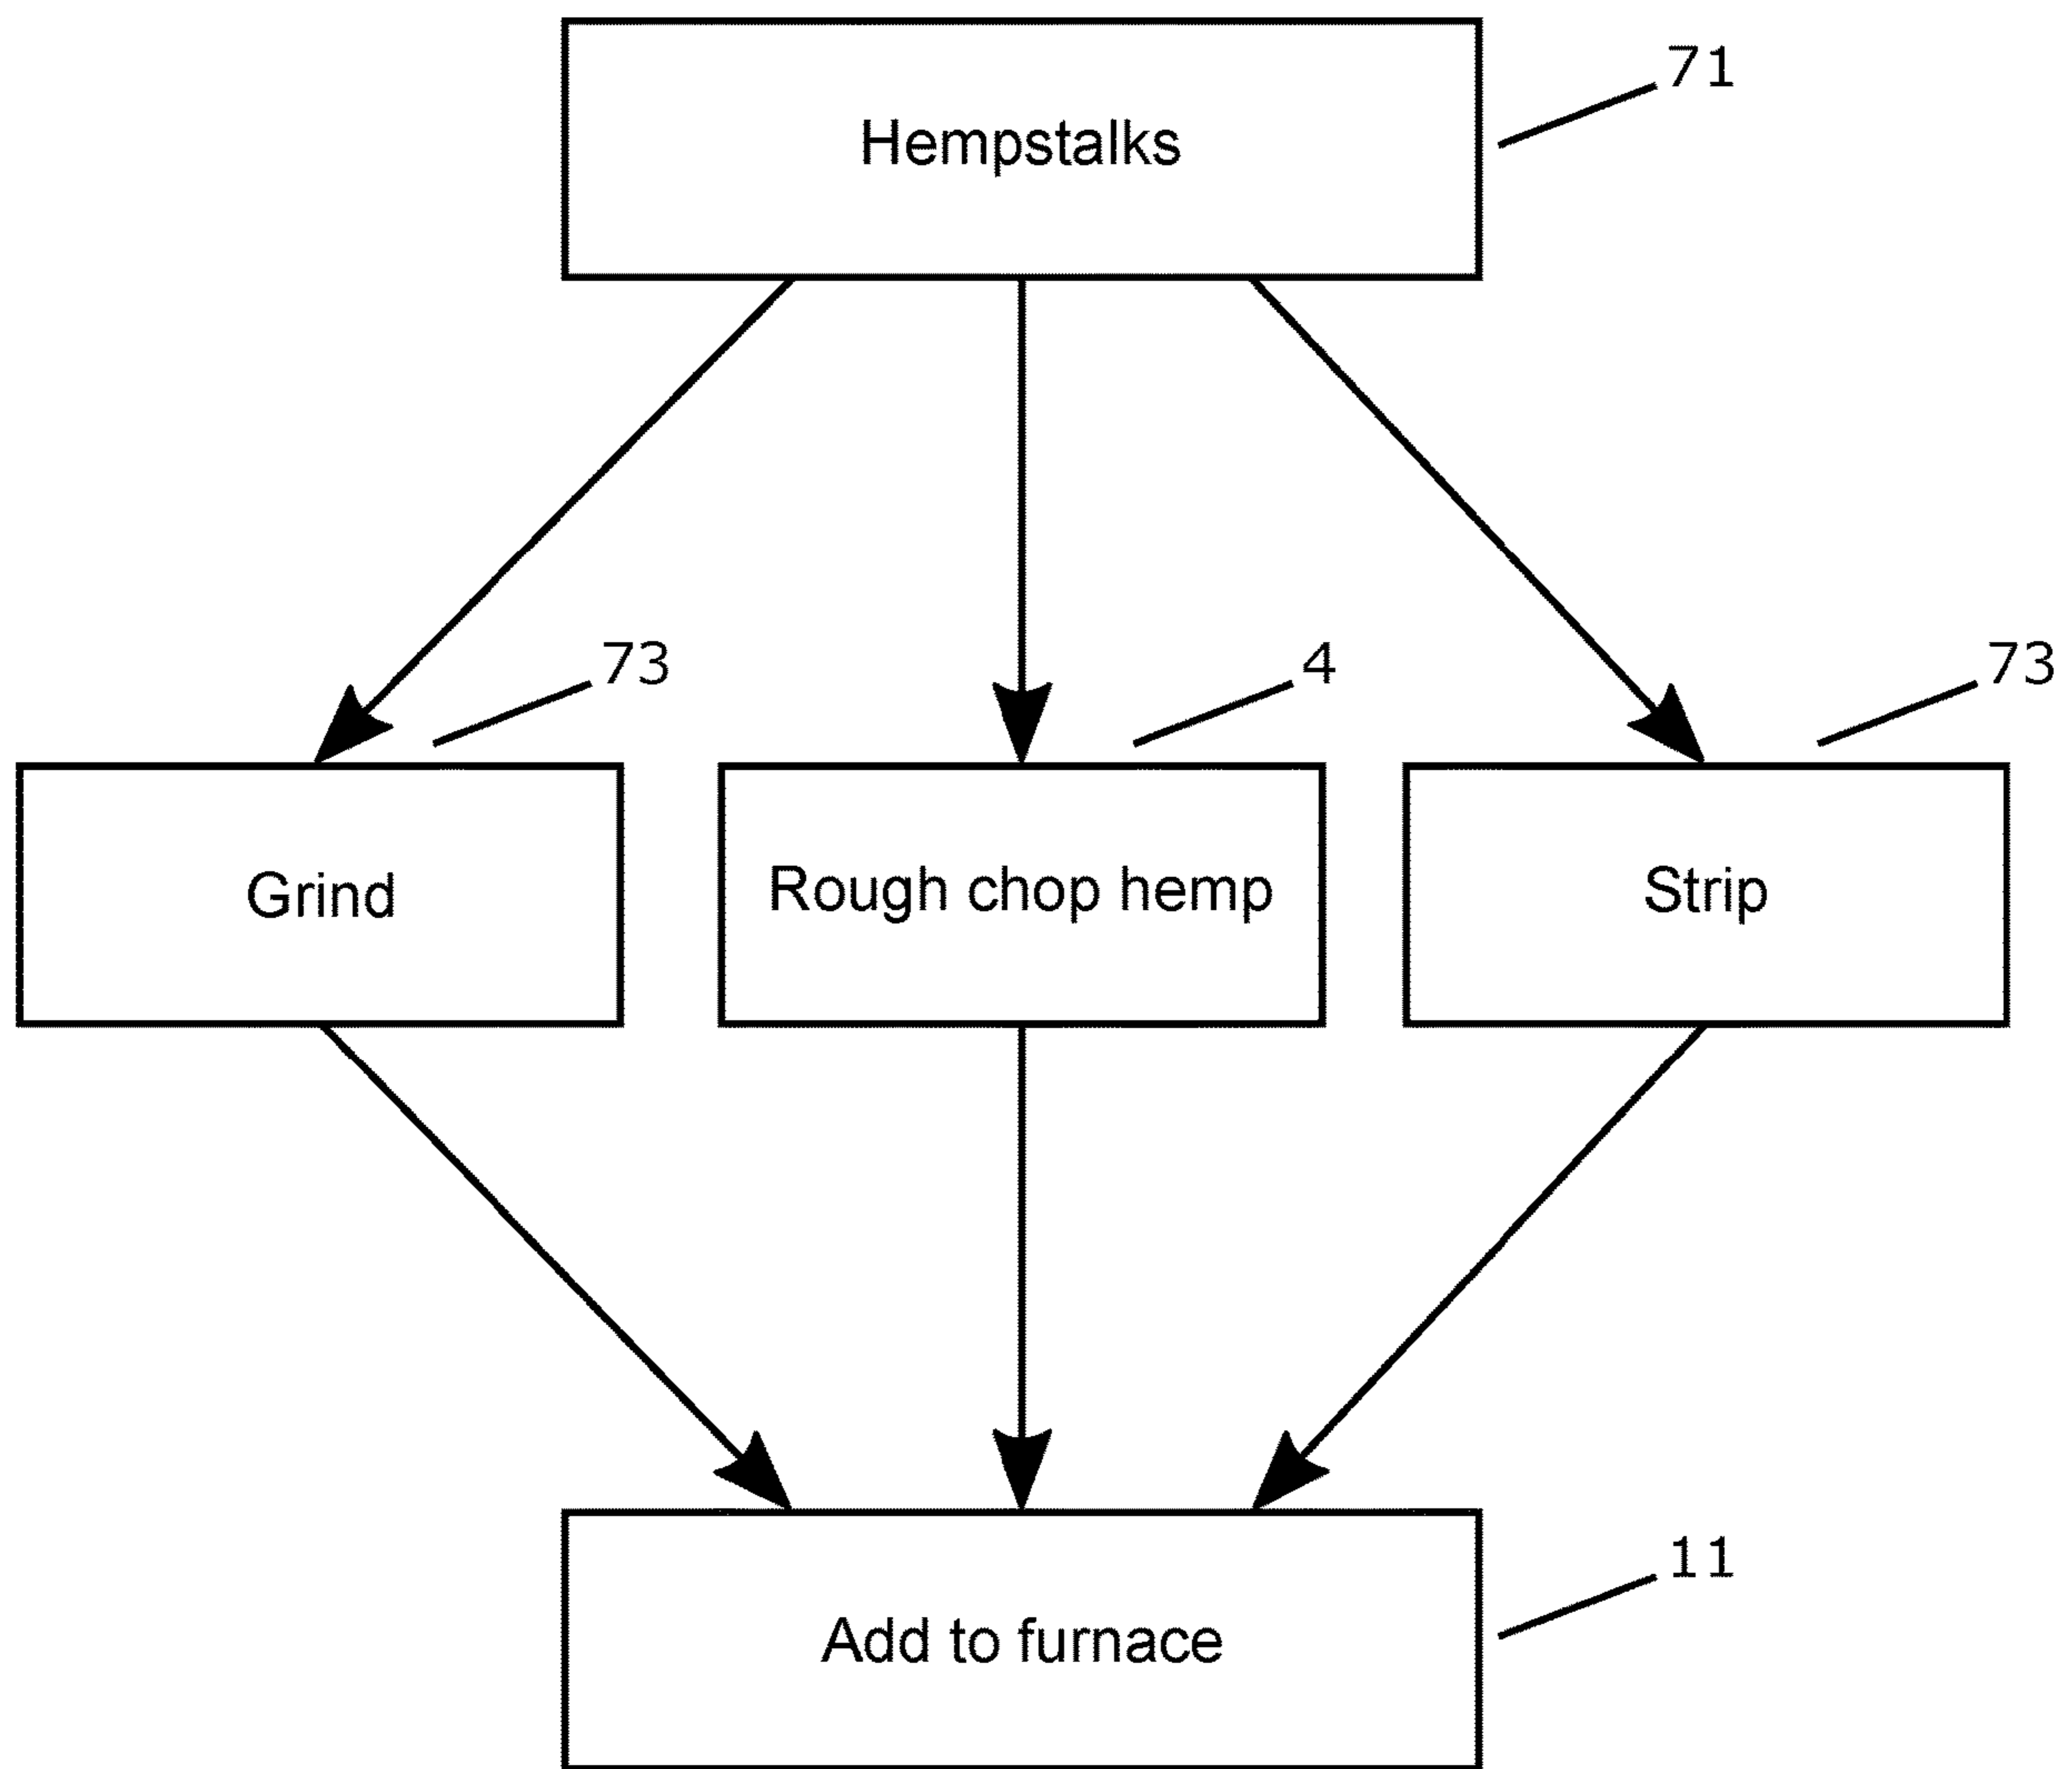 71
Hempstalks
73
4
73
Grind
Rough chop hemp
Strip
11
Add to furnace